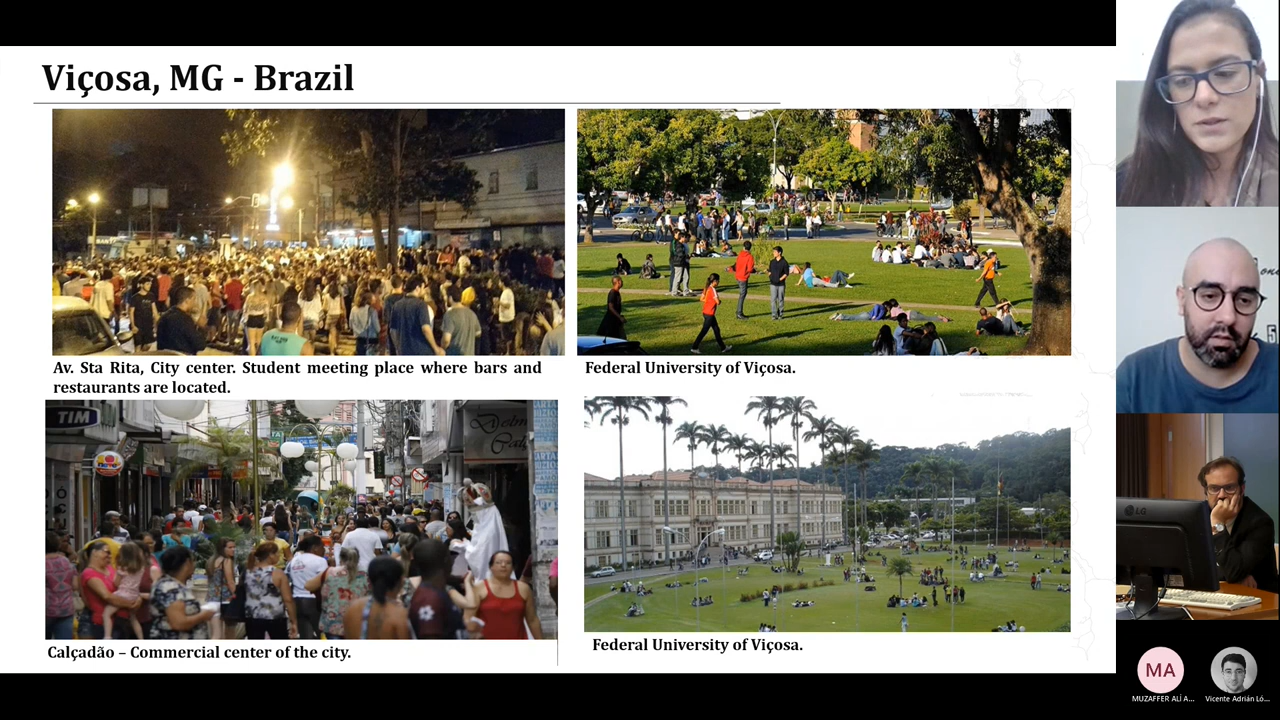 Viçosa, MG - Brazil
Av. Sta Rita, City center. Student meeting place where bars and
restaurants are located.
Federal University of Viçosa.
TIM
Calçadão – Commercial center of the city.
Federal University of Viçosa.
LG
MA
MUZAFFER ALİ A...
Vicente Adrián Ló...